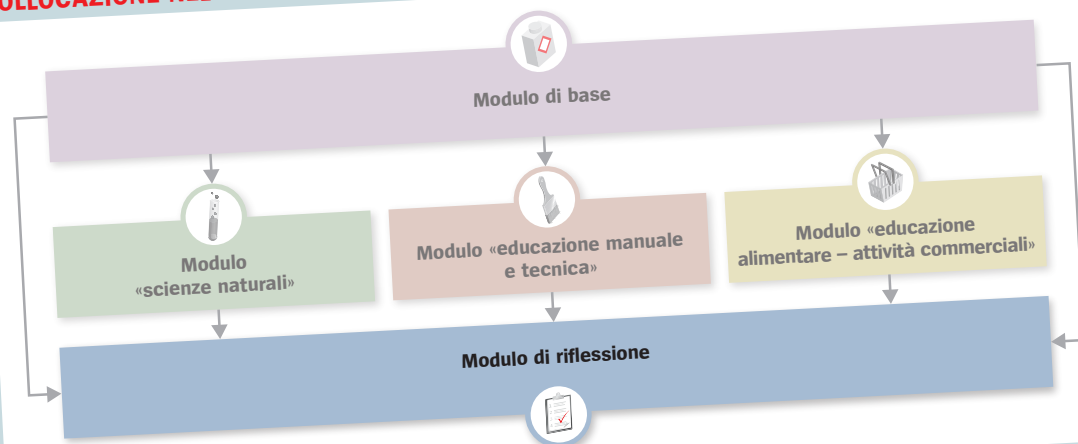 Modulo di base
Modulo
«scienze naturali»
Modulo «educazione manuale
e tecnica»
Modulo «educazione
alimentare – attività commerciali»
Modulo di riflessione